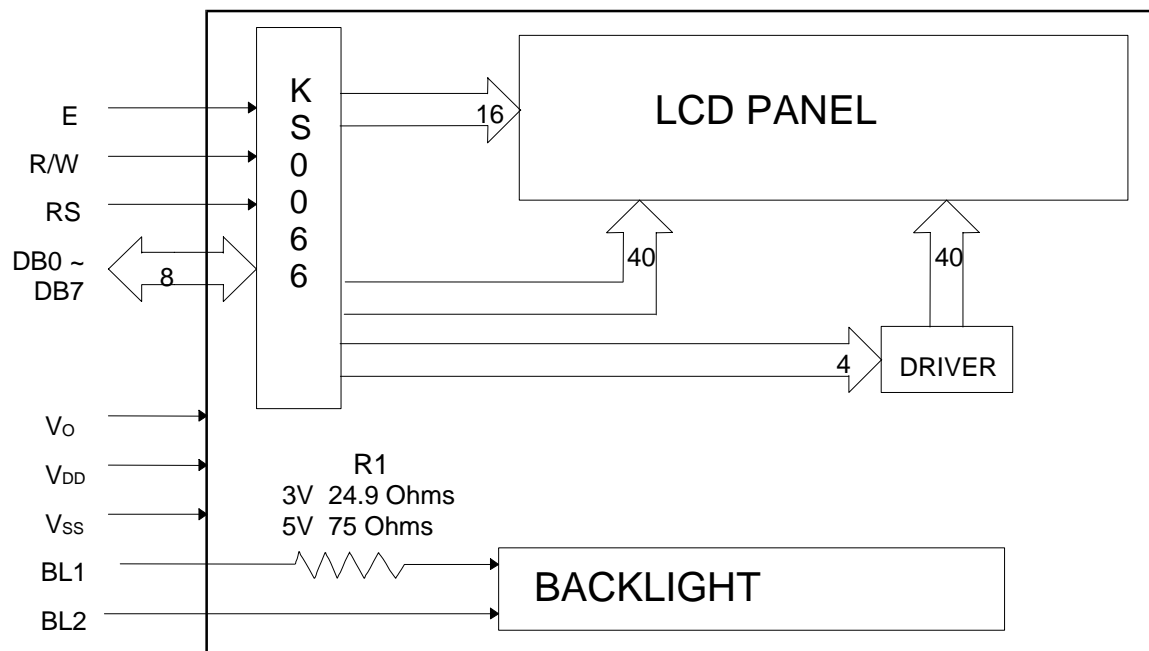 E
R/W
RS
DB0 ~
DB7
8
K
S
0
0
6
6
16
LCD PANEL
40
40
4
DRIVER
VO
VDD
VSS
BL1
BL2
R1
3V 24.9 Ohms
5V 75 Ohms
BACKLIGHT